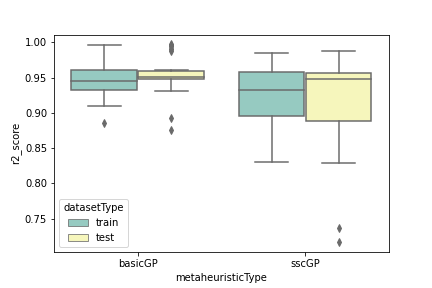 1.00
0.95
0.90
0.85
0.80
0.75
r2_score
datasetType
train
test
basicGP
sscGP
metaheuristicType